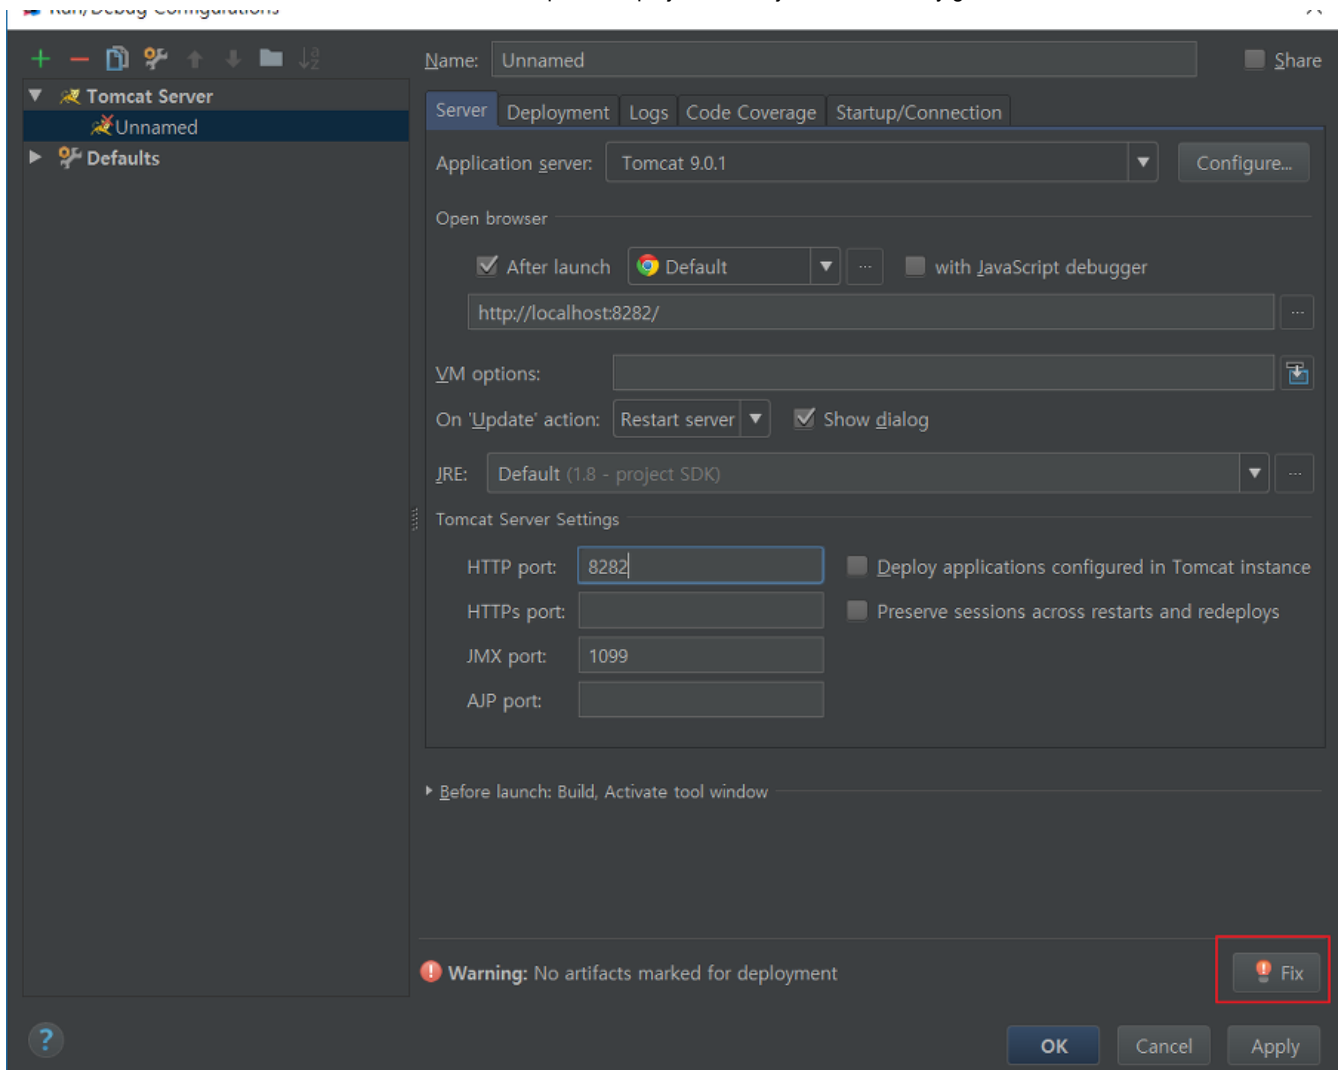 Run/Debug Configurations
Name: Unnamed Share
Tomcat Server
Unnamed
Defaults
Server Deployment Logs Code Coverage Startup/Connection
Application server: Tomcat 9.0.1 Configure...
Open browser
After launch Default ... with JavaScript debugger
http://localhost:8282/ ...
VM options:
On 'Update' action: Restart server Show dialog
JRE: Default (1.8 - project SDK) ...
Tomcat Server Settings
HTTP port: 8282 Deploy applications configured in Tomcat instance
HTTPs port: Preserve sessions across restarts and redeploys
JMX port: 1099
AJP port:
Before launch: Build, Activate tool window
Warning: No artifacts marked for deployment Fix
? OK Cancel Apply